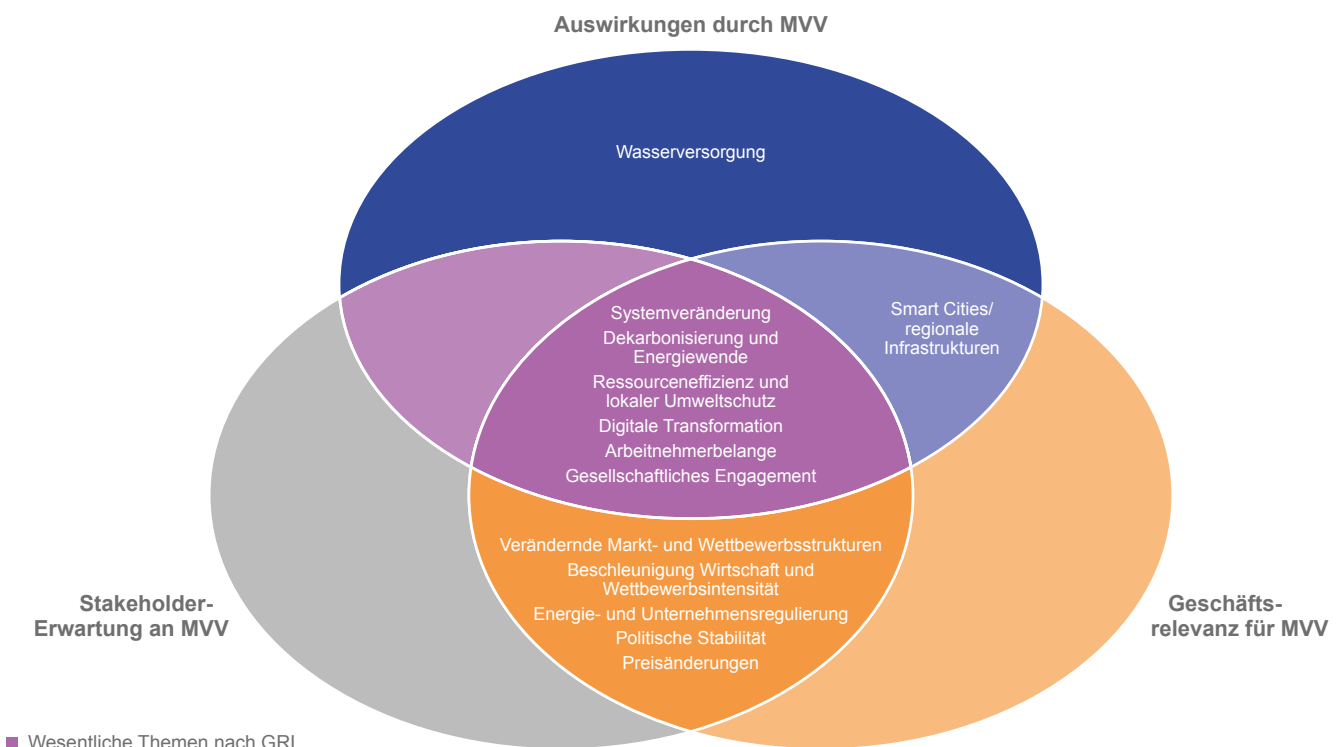 Auswirkungen durch MVV
Wasserversorgung
Smart Cities/
regionale
Infrastrukturen
Systemveränderung
Dekarbonisierung und
Energiewende
Ressourceneffizienz und
lokaler Umweltschutz
Digitale Transformation
Arbeitnehmerbelange
Gesellschaftliches Engagement
Verändernde Markt- und Wettbewerbsstrukturen
Beschleunigung Wirtschaft und
Wettbewerbsintensität
Energie- und Unternehmensregulierung
Politische Stabilität
Preisänderungen
Stakeholder-
Erwartung an MVV
Geschäfts-
relevanz für MVV
Wesentliche Themen nach GRI